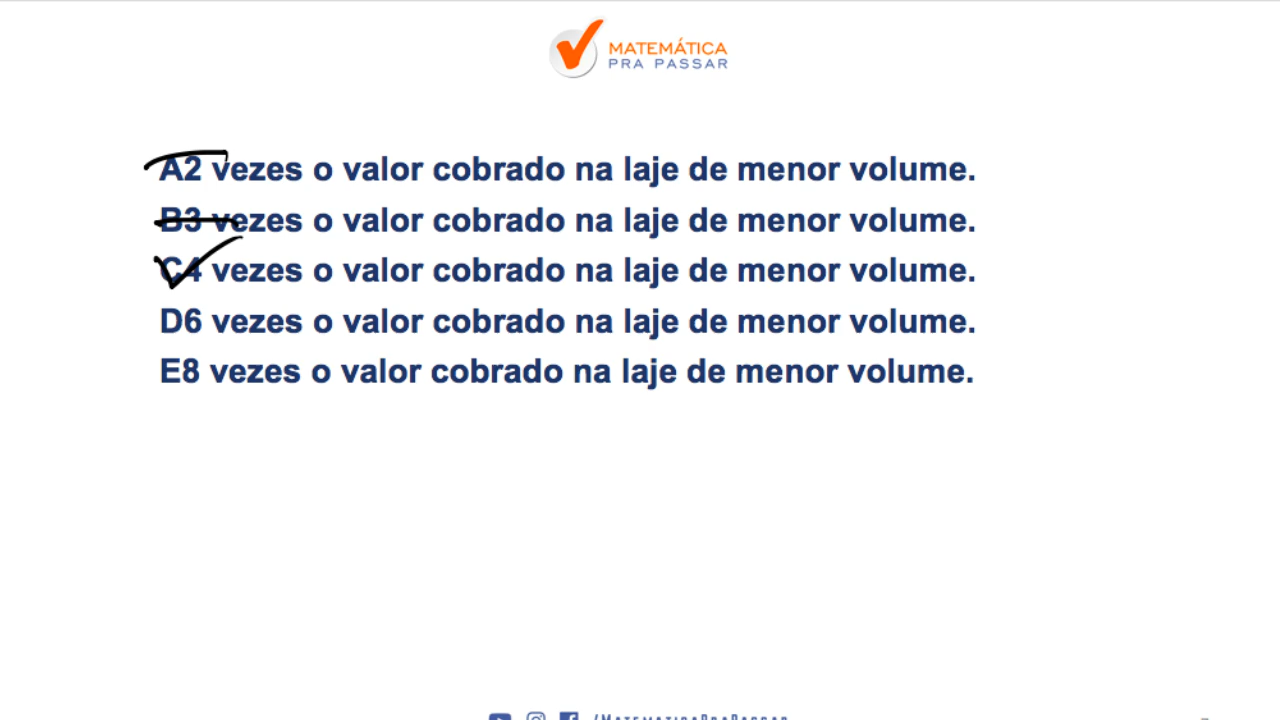 MATEMÁTICA
PRA PASSAR
A2 vezes o valor cobrado na laje de menor volume.
B3 vezes o valor cobrado na laje de menor volume.
C4 vezes o valor cobrado na laje de menor volume.
D6 vezes o valor cobrado na laje de menor volume.
E8 vezes o valor cobrado na laje de menor volume.
/MATEMATICAPRAPASSAR